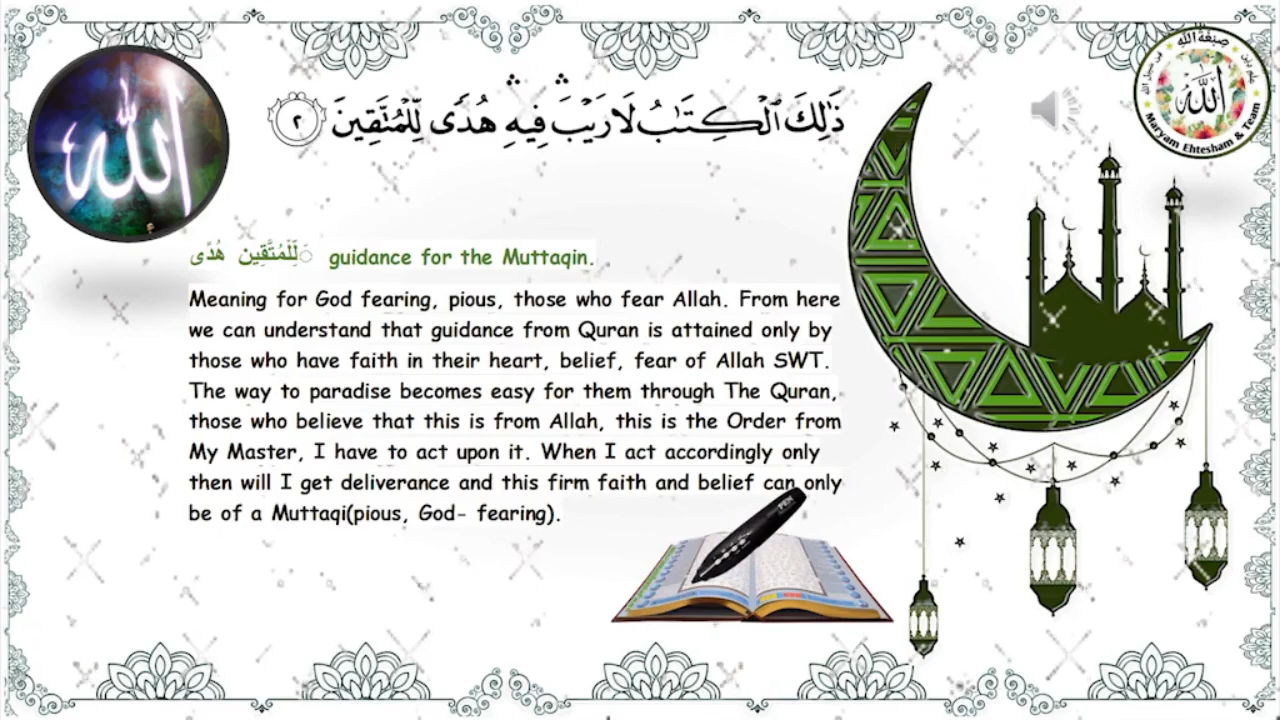 ذَٰلِكَ ٱلْكِتَٰبُ لَا رَيْبَ ۛ فِيهِ ۛ هُدًى لِّلْمُتَّقِينَ ٢
الله
صبغة الله
الله
Maryam Ehtesham & Team
هُدًى لِّلْمُتَّقِينَ guidance for the Muttaqin.
Meaning for God fearing, pious, those who fear Allah. From here
we can understand that guidance from Quran is attained only by
those who have faith in their heart, belief, fear of Allah SWT.
The way to paradise becomes easy for them through The Quran,
those who believe that this is from Allah, this is the Order from
My Master, I have to act upon it. When I act accordingly only
then will I get deliverance and this firm faith and belief can only
be of a Muttaqi(pious, God- fearing).
PEN